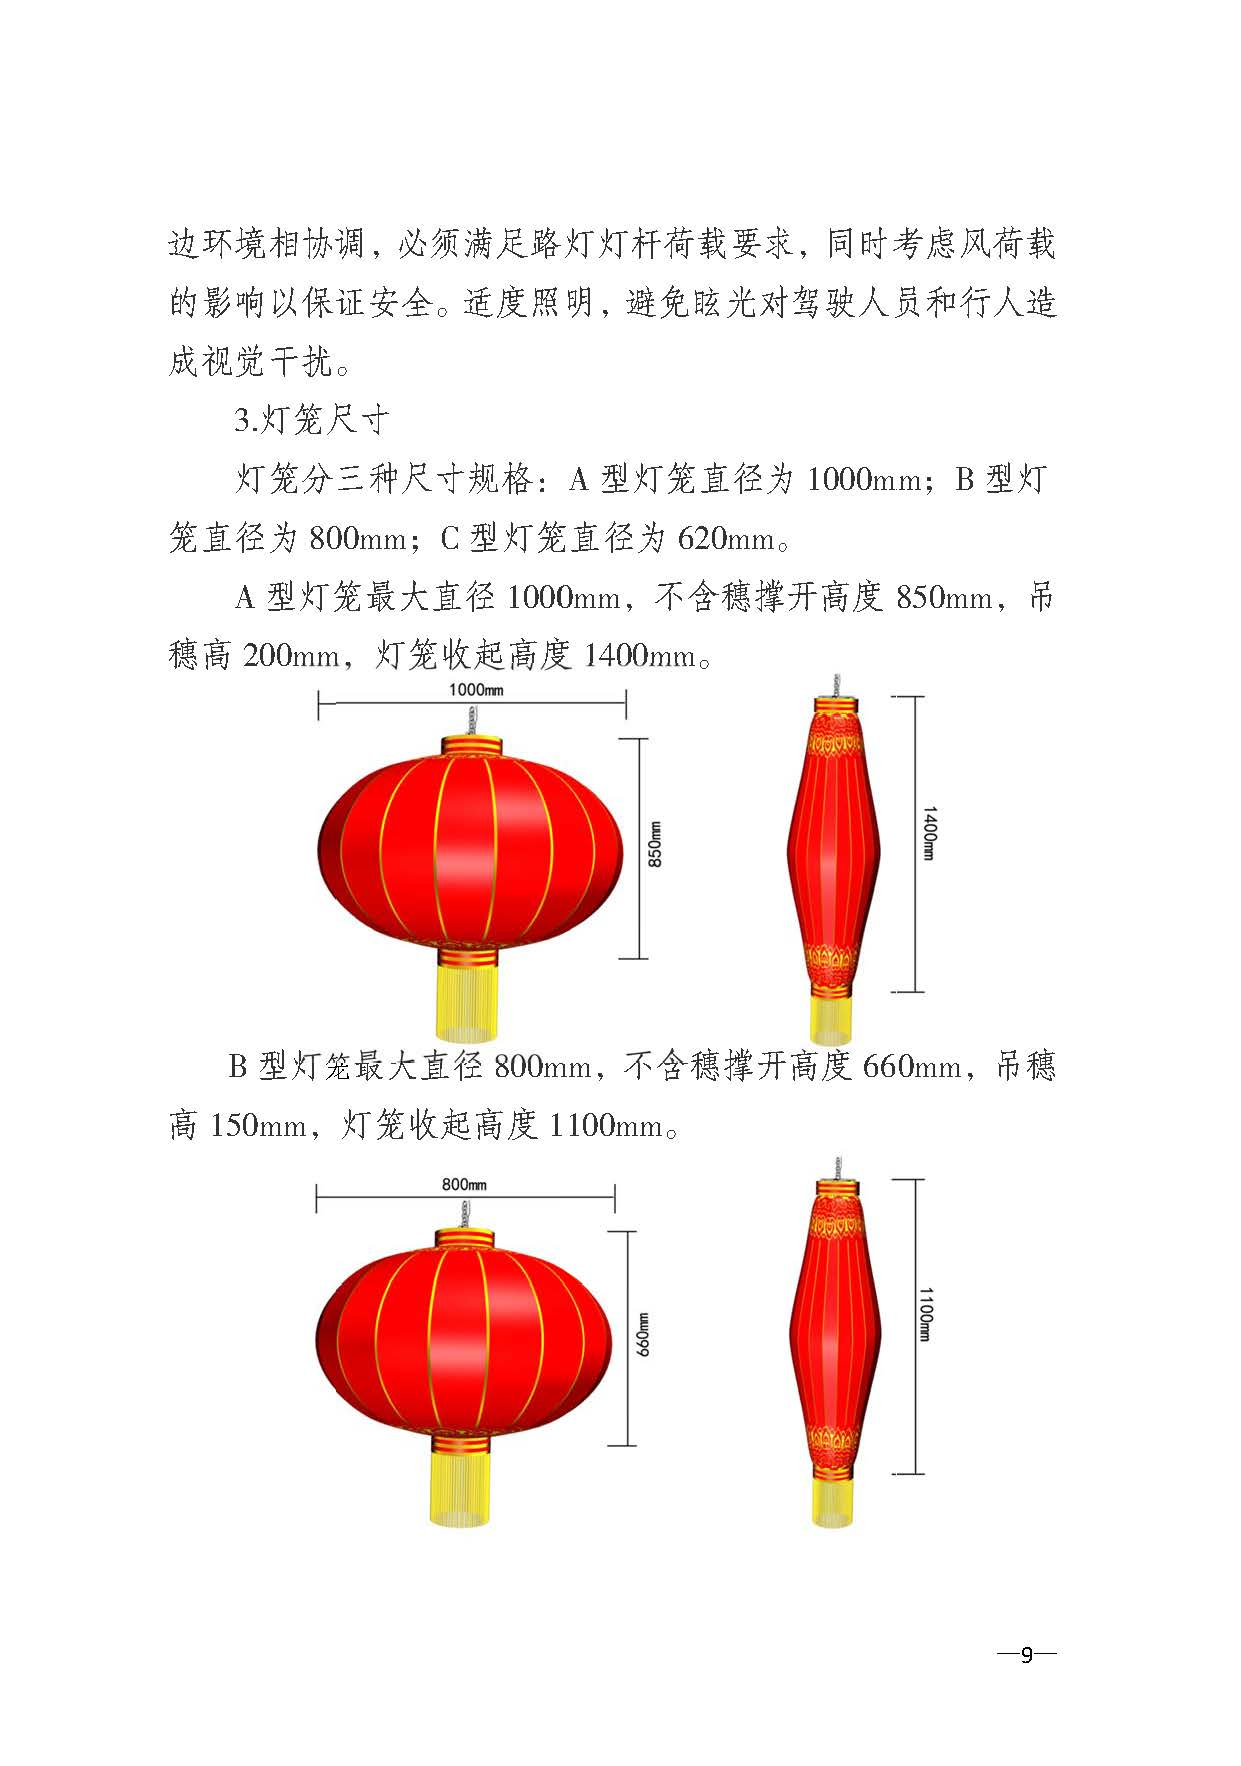 边环境相协调，必须满足路灯灯杆荷载要求，同时考虑风荷载
的影响以保证安全。适度照明，避免眩光对驾驶人员和行人造
成视觉干扰。
3.灯笼尺寸
灯笼分三种尺寸规格：A 型灯笼直径为 1000mm；B 型灯
笼直径为 800mm；C 型灯笼直径为 620mm。
A 型灯笼最大直径 1000mm，不含穗撑开高度 850mm，吊
穗高 200mm，灯笼收起高度 1400mm。
1000mm
850mm
1400mm
B 型灯笼最大直径 800mm，不含穗撑开高度 660mm，吊穗
高 150mm，灯笼收起高度 1100mm。
800mm
660mm
1100mm
—9—